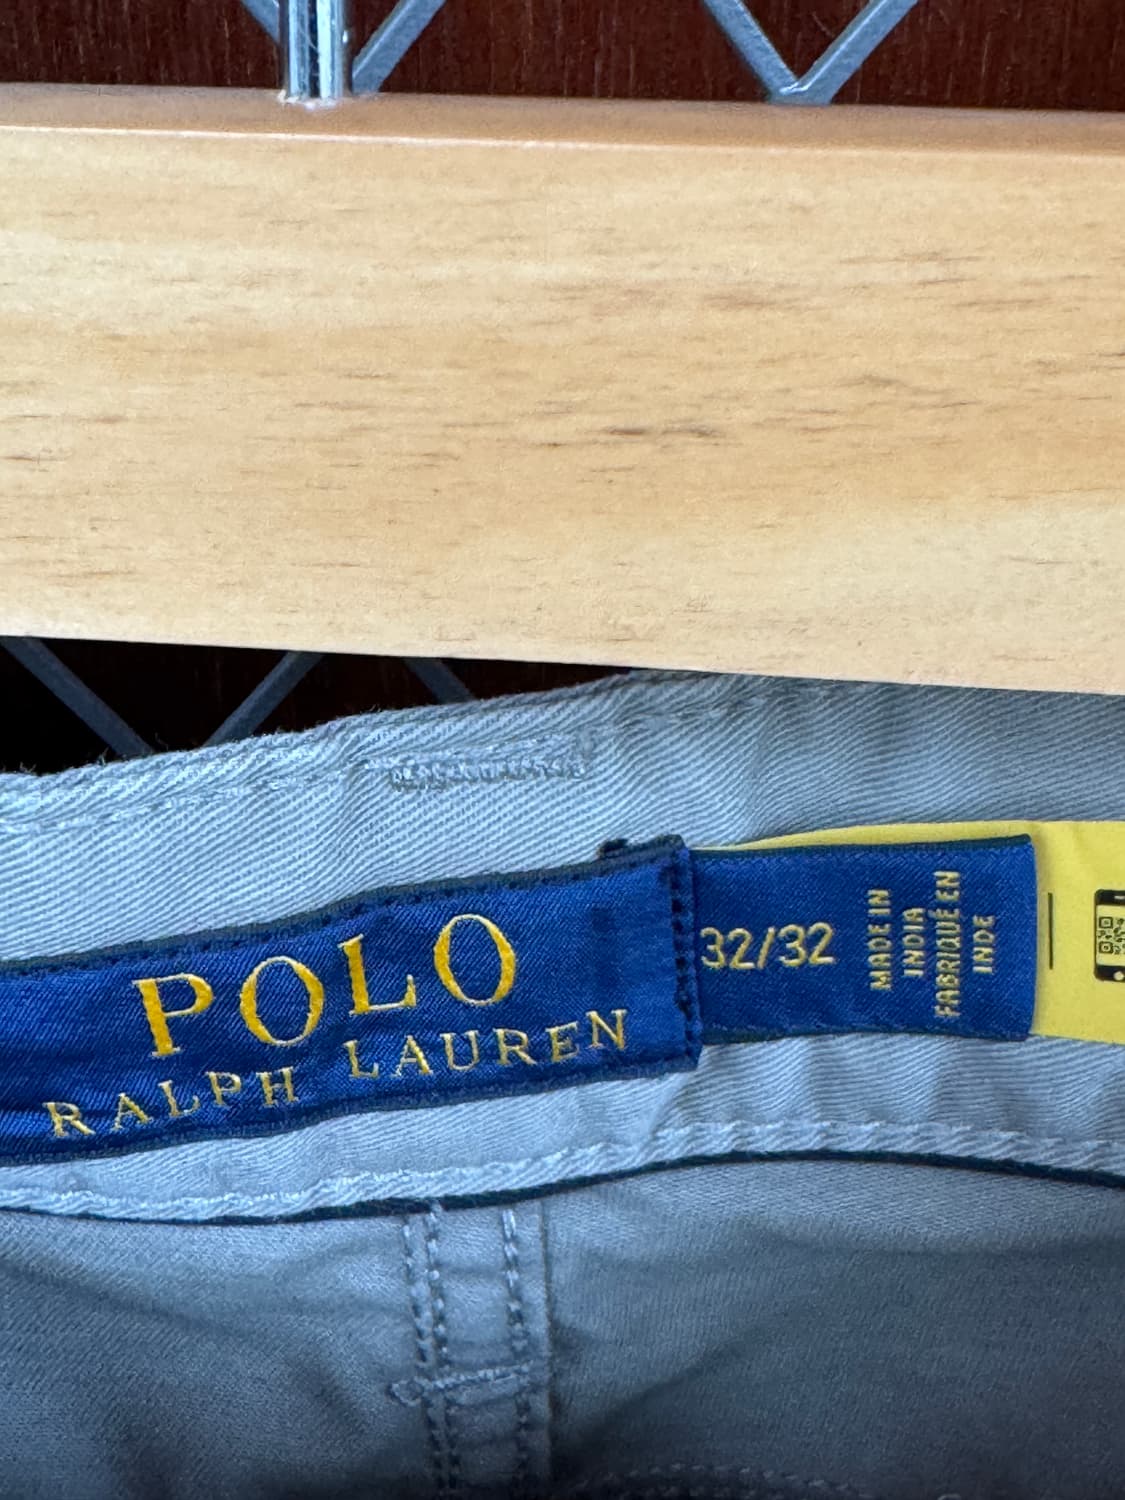 POLO
RALPH LAUREN
32/32
MADE IN
INDIA
FABRIQUÉ EN
INDE